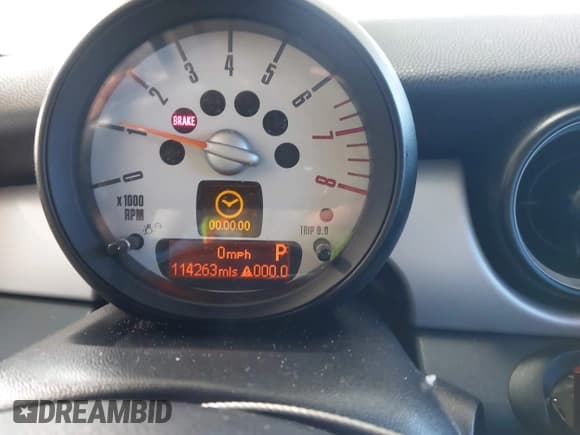 0 1 2 3 4 5 6 7 8
BRAKE
x1000
RPM
00.00.00
TRIP 0.0
0mph P
114263mls ⚠000.0
DREAMBID